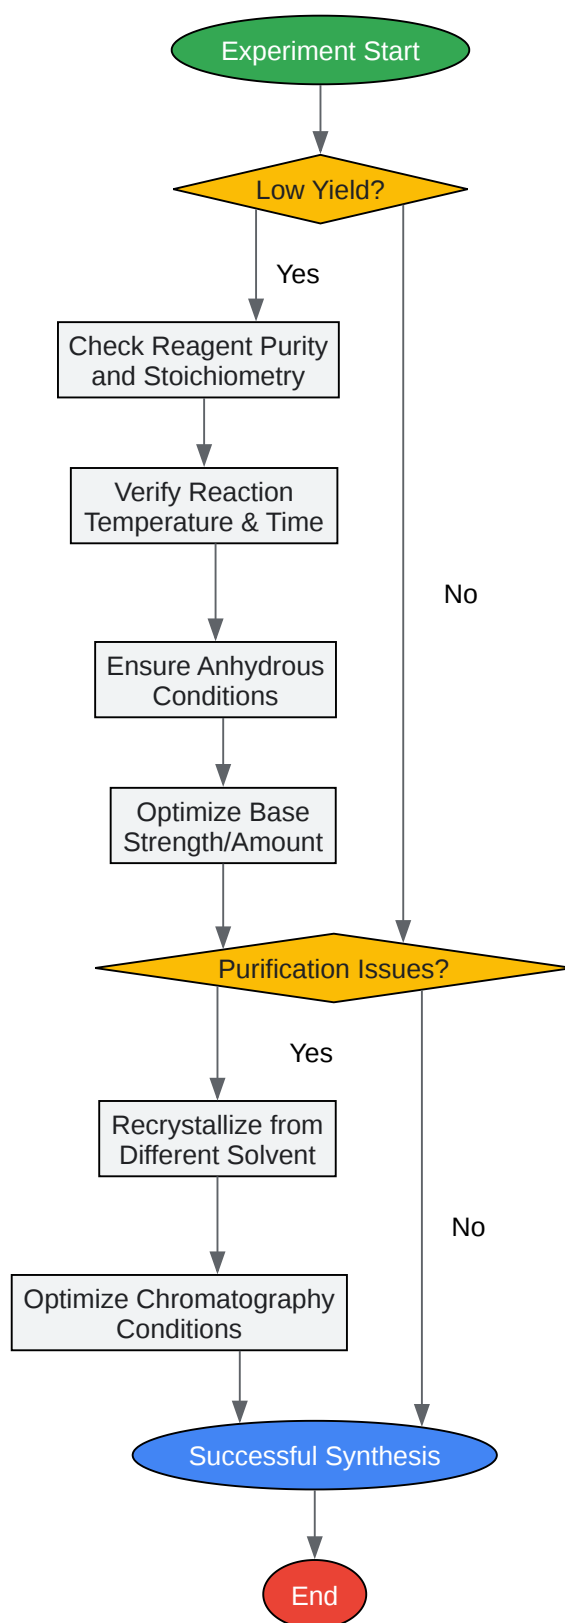 Experiment Start
Low Yield?
Yes
Check Reagent Purity
and Stoichiometry
Verify Reaction
Temperature & Time
No
Ensure Anhydrous
Conditions
Optimize Base
Strength/Amount
Purification Issues?
Yes
Recrystallize from
Different Solvent
No
Optimize Chromatography
Conditions
Successful Synthesis
End